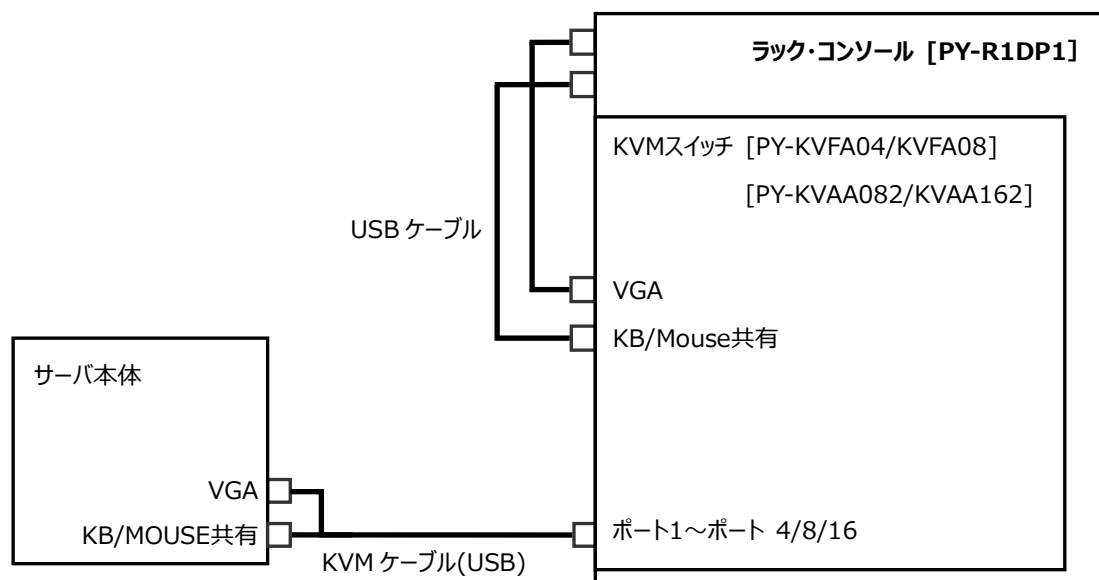 ラック・コンソール [PY-R1DP1]
KVMスイッチ [PY-KVFA04/KVFA08]
[PY-KVAA082/KVAA162]
USB ケーブル
VGA
KB/Mouse共有
サーバ本体
VGA
KB/MOUSE共有
ポート1～ポート 4/8/16
KVM ケーブル(USB)